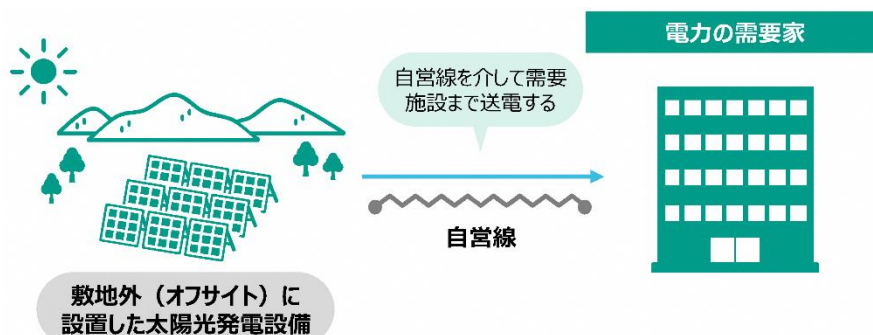 電力の需要家
自営線を介して需要
施設まで送電する
自営線
敷地外（オフサイト）に
設置した太陽光発電設備